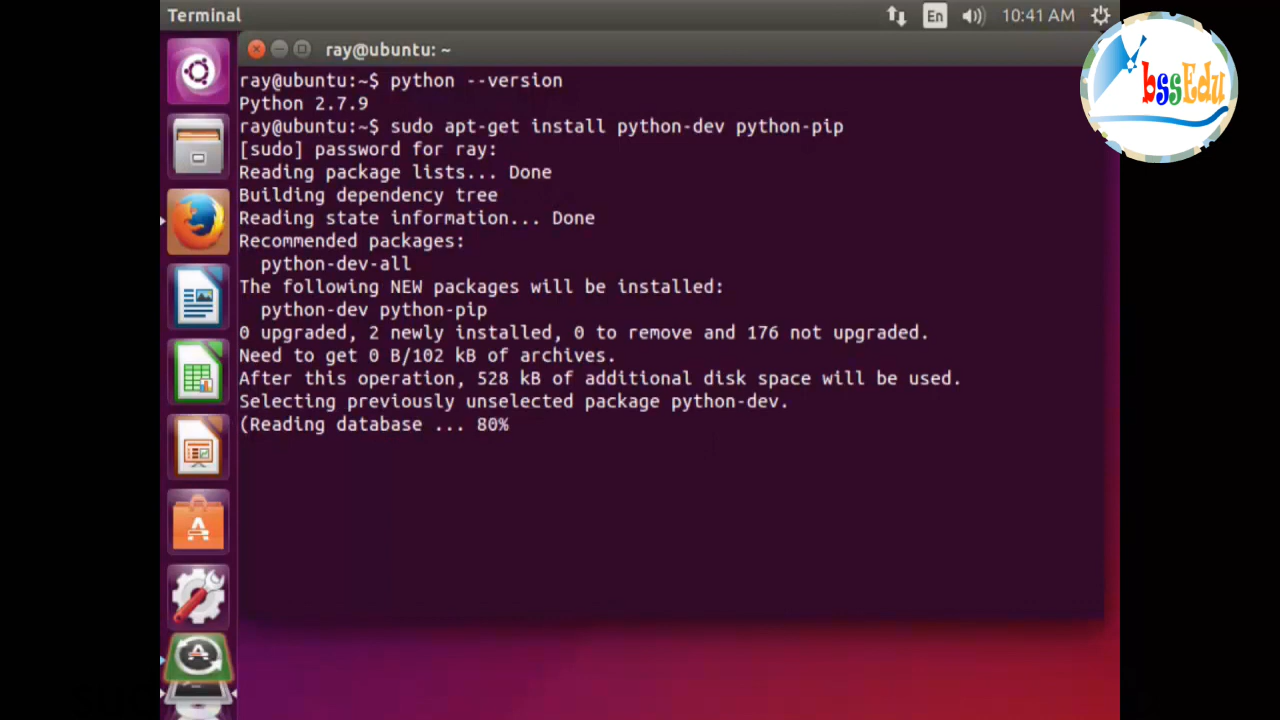 Terminal
En
10:41 AM
ray@ubuntu: ~
bssEdu
ray@ubuntu:~$ python --version
Python 2.7.9
ray@ubuntu:~$ sudo apt-get install python-dev python-pip
[sudo] password for ray:
Reading package lists... Done
Building dependency tree
Reading state information... Done
Recommended packages:
  python-dev-all
The following NEW packages will be installed:
  python-dev python-pip
0 upgraded, 2 newly installed, 0 to remove and 176 not upgraded.
Need to get 0 B/102 kB of archives.
After this operation, 528 kB of additional disk space will be used.
Selecting previously unselected package python-dev.
(Reading database ... 80%